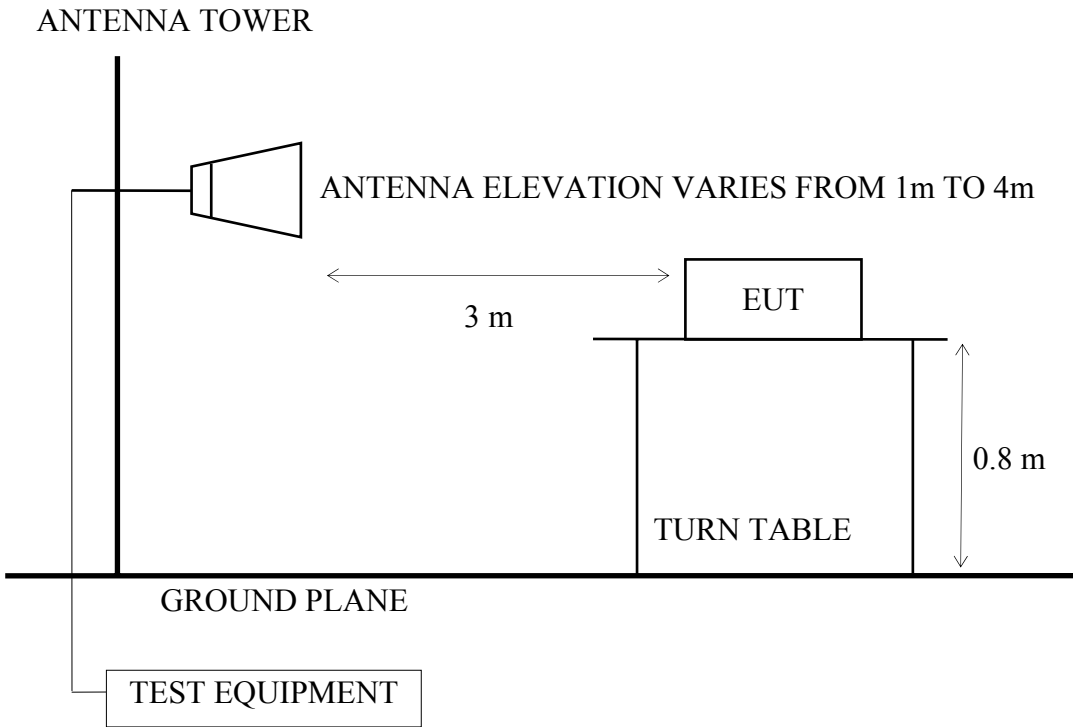 ANTENNA TOWER
ANTENNA ELEVATION VARIES FROM 1m TO 4m
EUT
3 m
0.8 m
TURN TABLE
GROUND PLANE
TEST EQUIPMENT